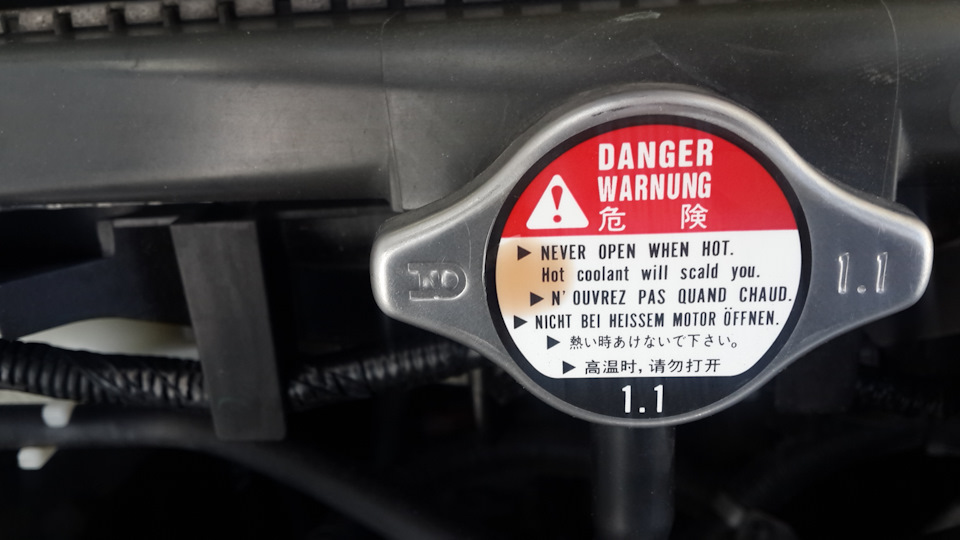 DANGER
WARNUNG
危 険
▶ NEVER OPEN WHEN HOT.
Hot coolant will scald you.
▶ N'OUVREZ PAS QUAND CHAUD.
▶ NICHT BEI HEISSEM MOTOR ÖFFNEN.
▶ 熱い時あけないで下さい。
▶ 高温时,请勿打开
1.1
1.1